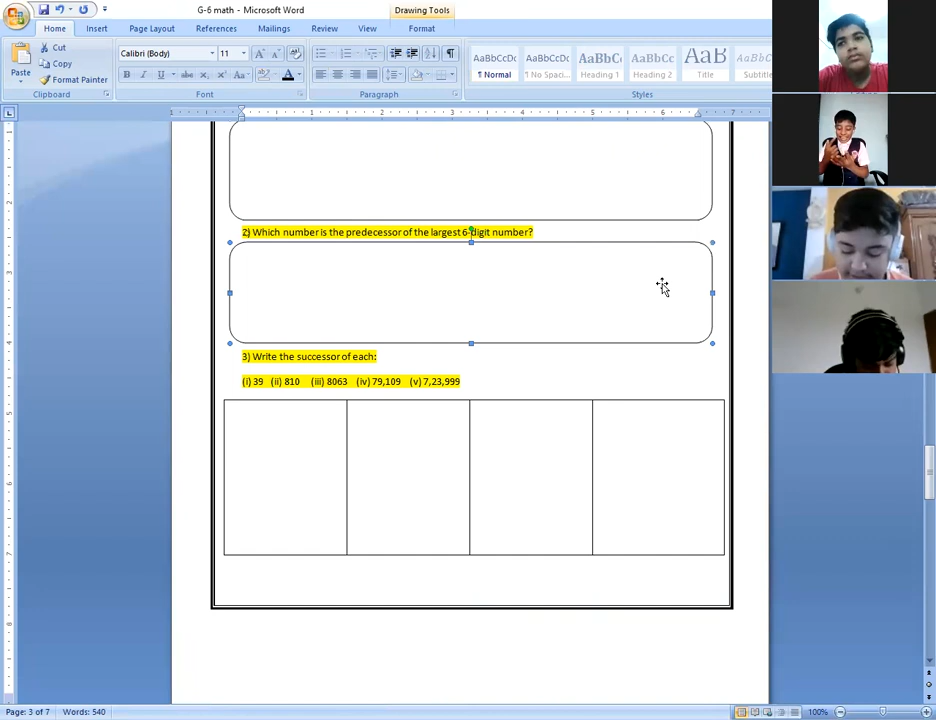 G-6 math - Microsoft Word
Drawing Tools
Home Insert Page Layout References Mailings Review View Format
Cut
Copy
Format Painter
Paste
Calibri (Body) 11
AaBbCcDc AaBbCcDc AaBbC AaBbCc AaB AaBbCc
¶ Normal ¶ No Spaci... Heading 1 Heading 2 Title Subtitle
Clipboard Font Paragraph Styles
2) Which number is the predecessor of the largest 6-digit number?
3) Write the successor of each:
(i) 39 (ii) 810 (iii) 8063 (iv) 79,109 (v) 7,23,999
Page: 3 of 7 Words: 540 100%